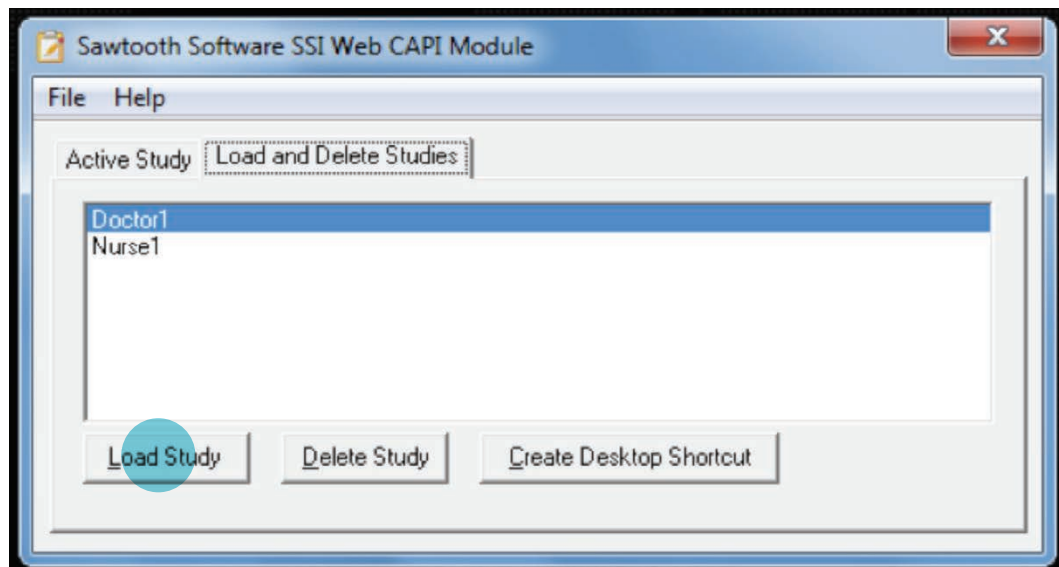 Sawtooth Software SSI Web CAPI Module
File Help
Active Study Load and Delete Studies
Doctor1
Nurse1
Load Study Delete Study Create Desktop Shortcut